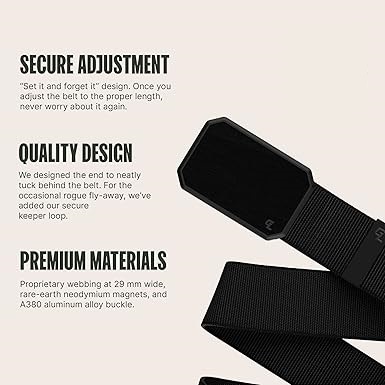 SECURE ADJUSTMENT
“Set it and forget it” design. Once you
adjust the belt to the proper length,
never worry about it again.
QUALITY DESIGN
We designed the end to neatly
tuck behind the belt. For the
occasional rogue fly-away, we've
added our secure
keeper loop.
PREMIUM MATERIALS
Proprietary webbing at 29 mm wide,
rare-earth neodymium magnets, and
A380 aluminum alloy buckle.